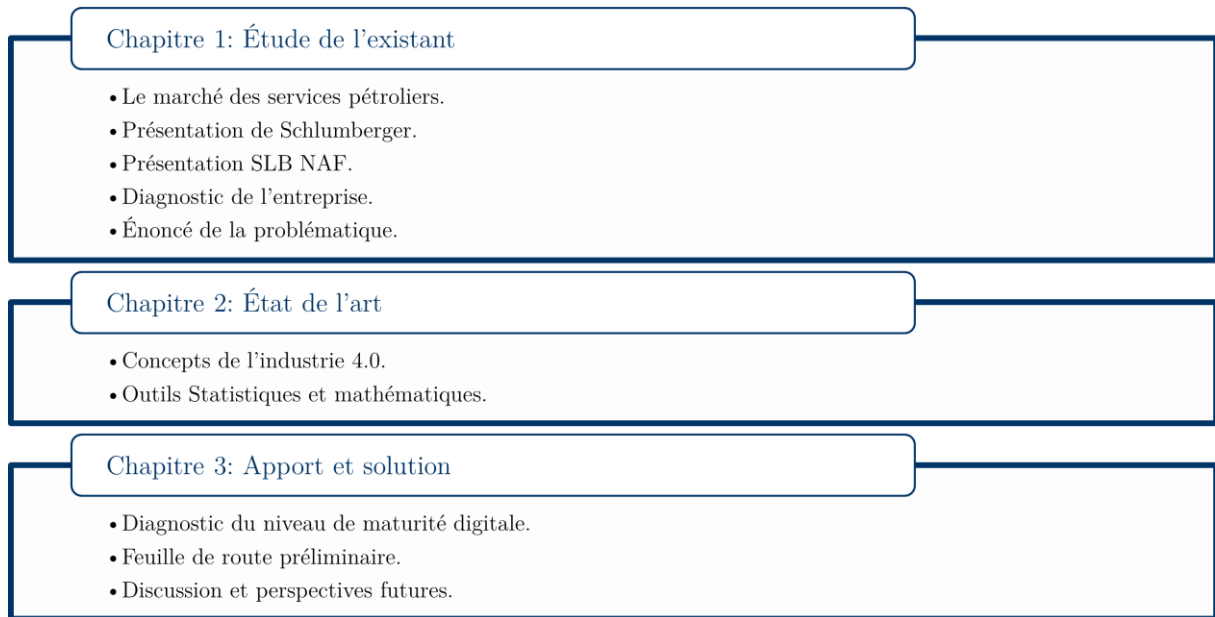 Chapitre 1: Étude de l'existant
• Le marché des services pétroliers.
• Présentation de Schlumberger.
• Présentation SLB NAF.
• Diagnostic de l'entreprise.
• Énoncé de la problématique.
Chapitre 2: État de l'art
• Concepts de l'industrie 4.0.
• Outils Statistiques et mathématiques.
Chapitre 3: Apport et solution
• Diagnostic du niveau de maturité digitale.
• Feuille de route préliminaire.
• Discussion et perspectives futures.